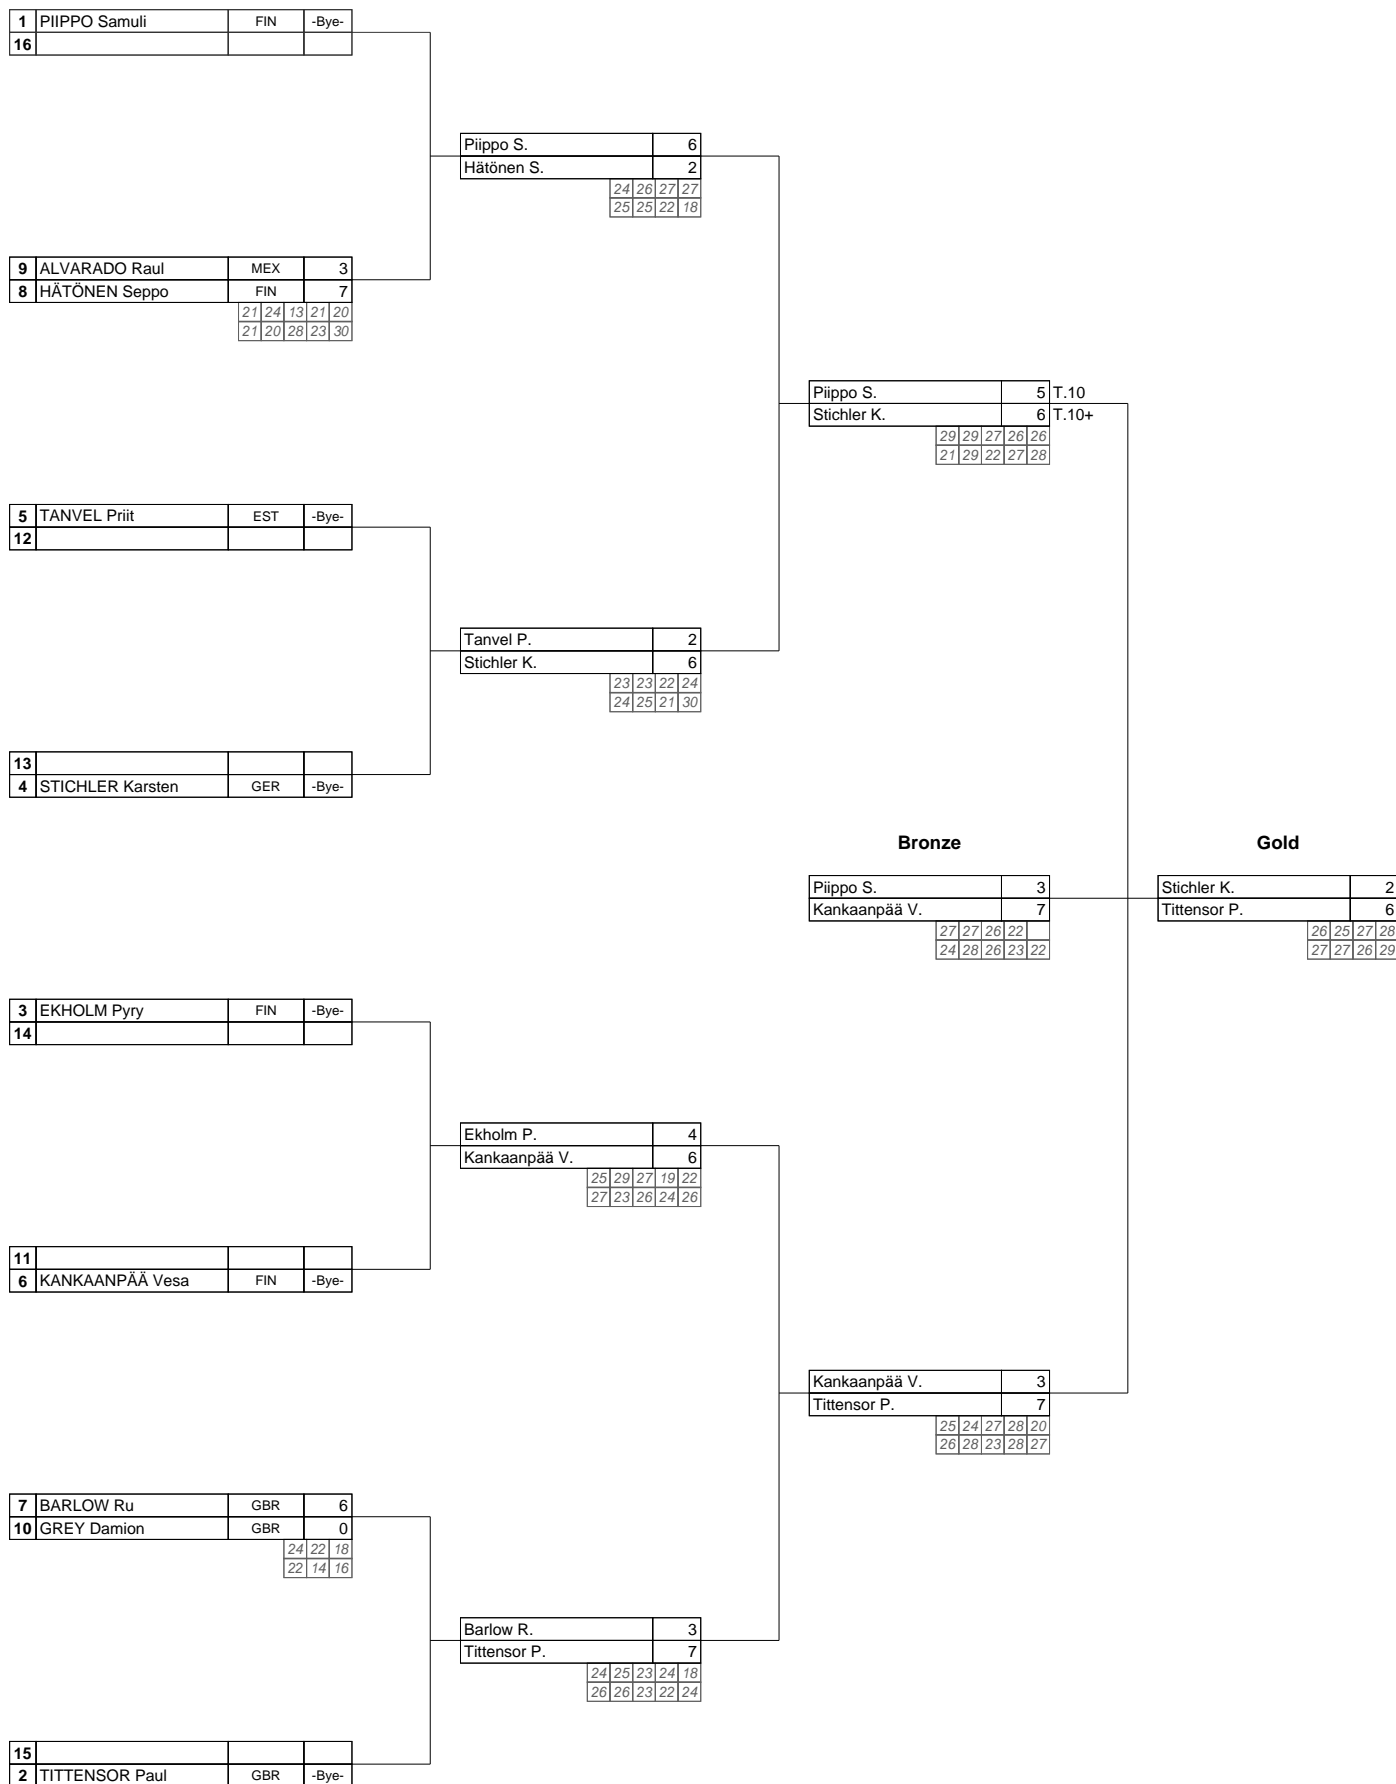 1 PIIPPO Samuli FIN -Bye-
16
Piippo S. 6
Hätönen S. 2
24 26 27 27
25 25 22 18
9 ALVARADO Raul MEX 3
8 HÄTÖNEN Seppo FIN 7
21 24 13 21 20
21 20 28 23 30
Piippo S. 5 T.10
Stichler K. 6 T.10+
29 29 27 26 26
21 29 22 27 28
5 TANVEL Priit EST -Bye-
12
Tanvel P. 2
Stichler K. 6
23 23 22 24
24 25 21 30
13
4 STICHLER Karsten GER -Bye-
Bronze Gold
Piippo S. 3 Stichler K. 2
Kankaanpää V. 7 Tittensor P. 6
27 27 26 22 26 25 27 28
24 28 26 23 22 27 27 26 29
3 EKHOLM Pyry FIN -Bye-
14
Ekholm P. 4
Kankaanpää V. 6
25 29 27 19 22
27 23 26 24 26
11
6 KANKAANPÄÄ Vesa FIN -Bye-
Kankaanpää V. 3
Tittensor P. 7
25 24 27 28 20
26 28 23 28 27
7 BARLOW Ru GBR 6
10 GREY Damion GBR 0
24 22 18
22 14 16
Barlow R. 3
Tittensor P. 7
24 25 23 24 18
26 26 23 22 24
15
2 TITTENSOR Paul GBR -Bye-